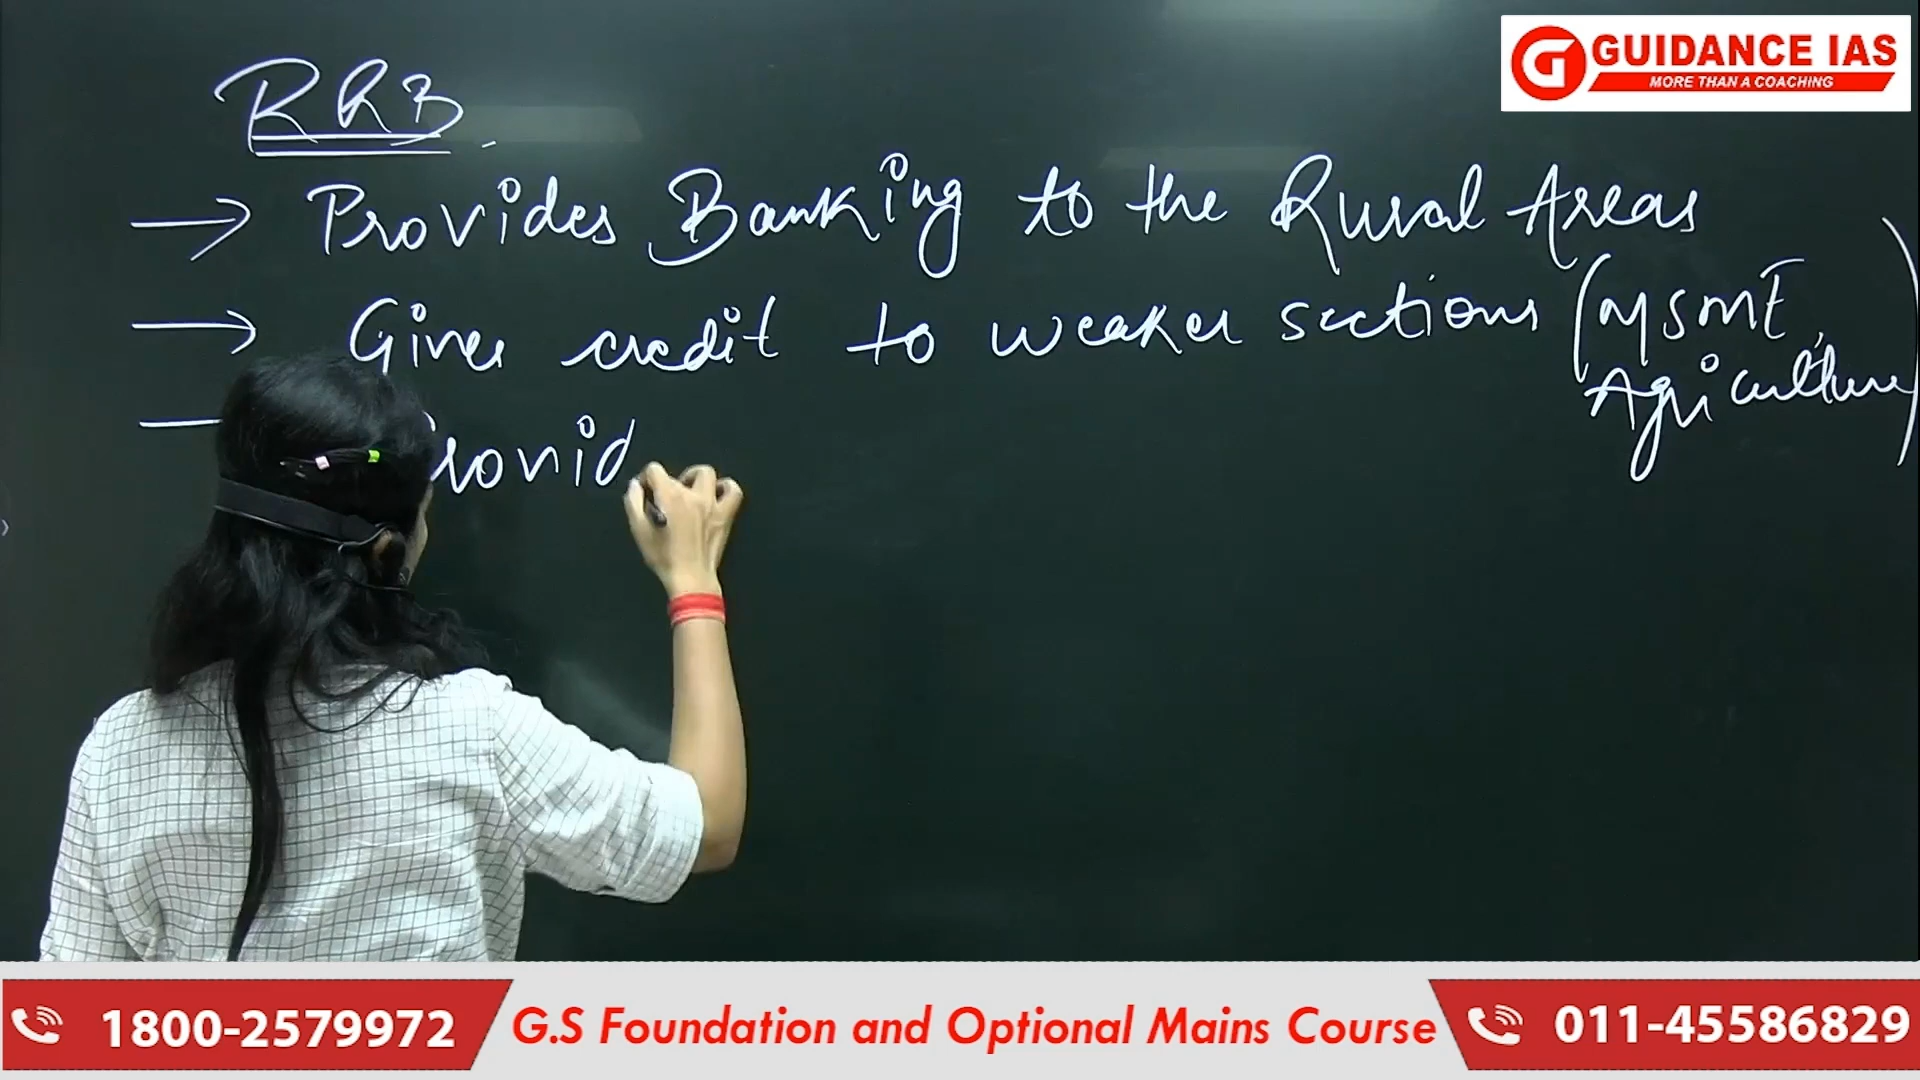 GUIDANCE IAS
MORE THAN A COACHING
RRB
→ Provides Banking to the Rural Areas
→ Gives credit to weaker sections (MSME,
Agriculture)
Provid
1800-2579972
G.S Foundation and Optional Mains Course
011-45586829